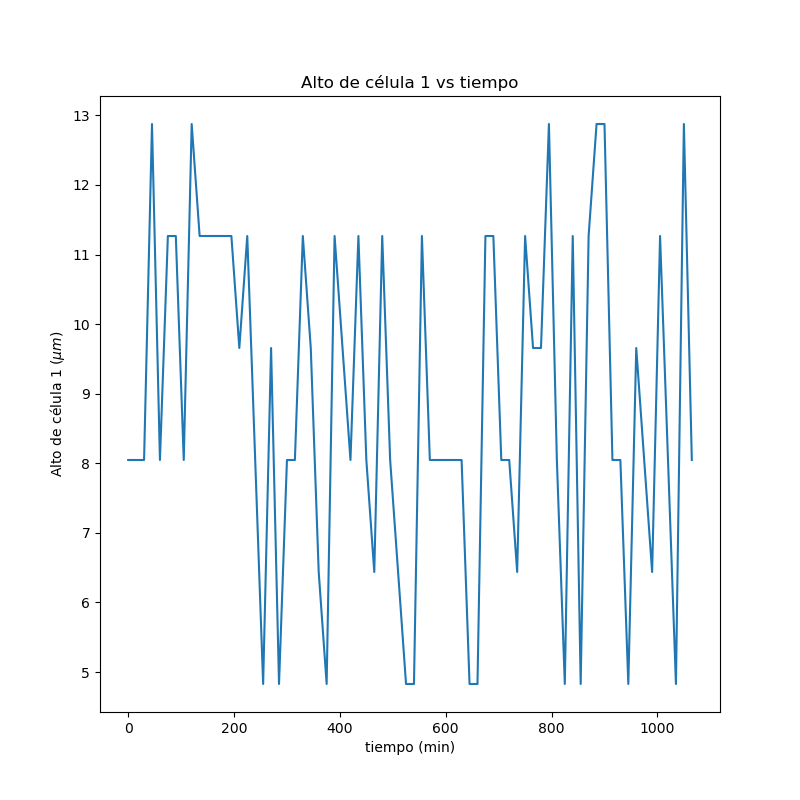 Alto de célula 1 vs tiempo
13
12
11
10
9
8
7
6
5
Alto de célula 1 (μm)
0 200 400 600 800 1000
tiempo (min)